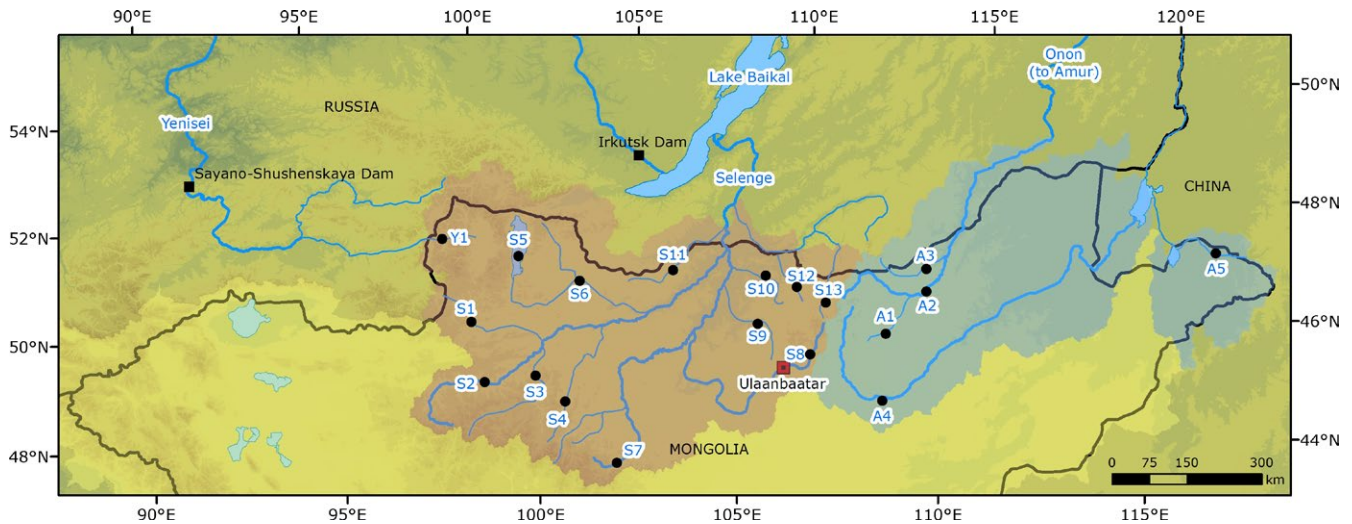 90°E 95°E 100°E 105°E 110°E 115°E 120°E
Onon
(to Amur)
Lake Baikal
50°N
RUSSIA
Yenisei
54°N
Irkutsk Dam
Sayano-Shushenskaya Dam
Selenge
CHINA
48°N
52°N
Y1
S5
S11
A3
A5
S6
S10
S12
S13
A2
S1
A1
46°N
S9
50°N
S8
S2
S3
Ulaanbaatar
S4
A4
44°N
MONGOLIA
S7
48°N
0 75 150 300
km
90°E 95°E 100°E 105°E 110°E 115°E